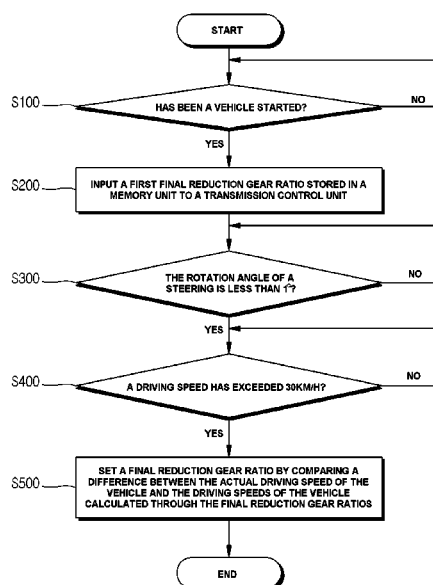 START
S100
HAS BEEN A VEHICLE STARTED?
NO
YES
S200
INPUT A FIRST FINAL REDUCTION GEAR RATIO STORED IN A
MEMORY UNIT TO A TRANSMISSION CONTROL UNIT
S300
THE ROTATION ANGLE OF A
STEERING IS LESS THAN 1°?
NO
YES
S400
A DRIVING SPEED HAS EXCEEDED 30KM/H?
NO
YES
S500
SET A FINAL REDUCTION GEAR RATIO BY COMPARING A
DIFFERENCE BETWEEN THE ACTUAL DRIVING SPEED OF THE
VEHICLE AND THE DRIVING SPEEDS OF THE VEHICLE
CALCULATED THROUGH THE FINAL REDUCTION GEAR RATIOS
END